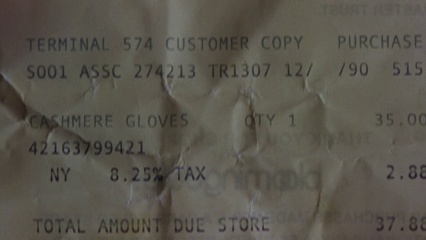 TERMINAL 574 CUSTOMER COPY PURCHASE
S001 ASSC 274213 TR1307 12/ /90 515
CASHMERE GLOVES QTY 1 35.00
42163799421
NY 8.25% TAX 2.88
TOTAL AMOUNT DUE STORE 37.88